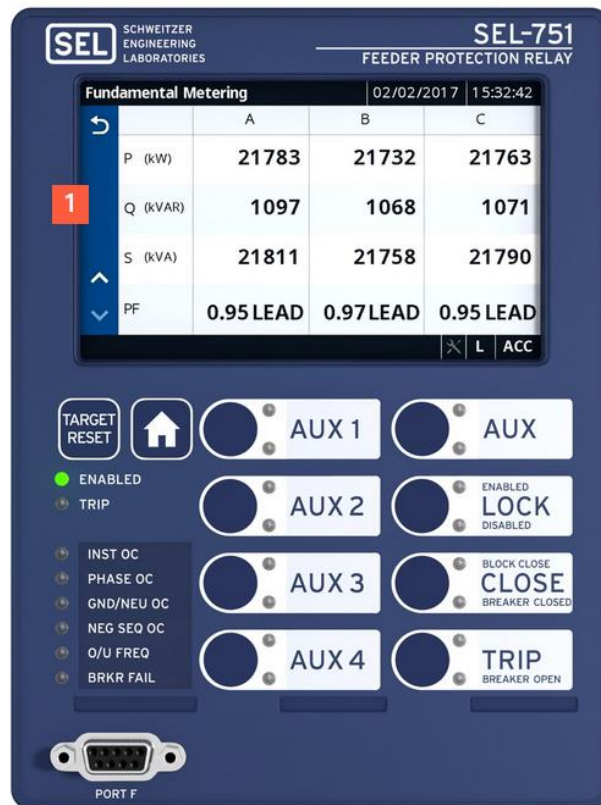 SEL SCHWEITZER
ENGINEERING
LABORATORIES
SEL-751
FEEDER PROTECTION RELAY
Fundamental Metering 02/02/2017 15:32:42
A B C
P (kW) 21783 21732 21763
1
Q (kVAR) 1097 1068 1071
S (kVA) 21811 21758 21790
PF 0.95 LEAD 0.97 LEAD 0.95 LEAD
L ACC
TARGET
RESET
AUX 1
AUX
ENABLED
TRIP
AUX 2
ENABLED
LOCK
DISABLED
INST OC
PHASE OC
GND/NEU OC
NEG SEQ OC
O/U FREQ
BRKR FAIL
AUX 3
BLOCK CLOSE
CLOSE
BREAKER CLOSED
AUX 4
TRIP
BREAKER OPEN
PORT F